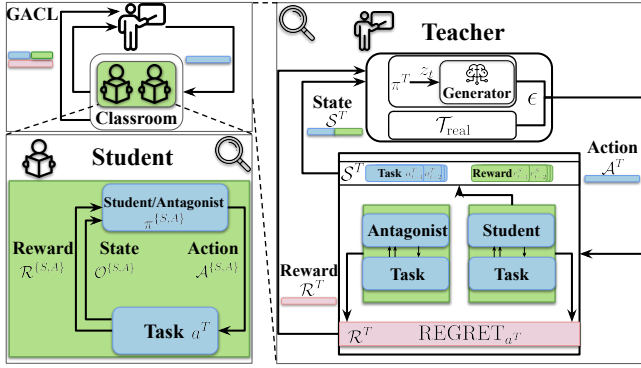 GACL
Classroom
Student
Student/Antagonist
π^{S,A}
Reward
R^{S,A}
State
O^{S,A}
Action
A^{S,A}
Task a^T
Teacher
π^T
z_t
Generator
T_real
ϵ
State
S^T
Action
A^T
S^T
Task
Reward
Antagonist
Task
Student
Task
Reward
R^T
R^T
REGRET_{a^T}